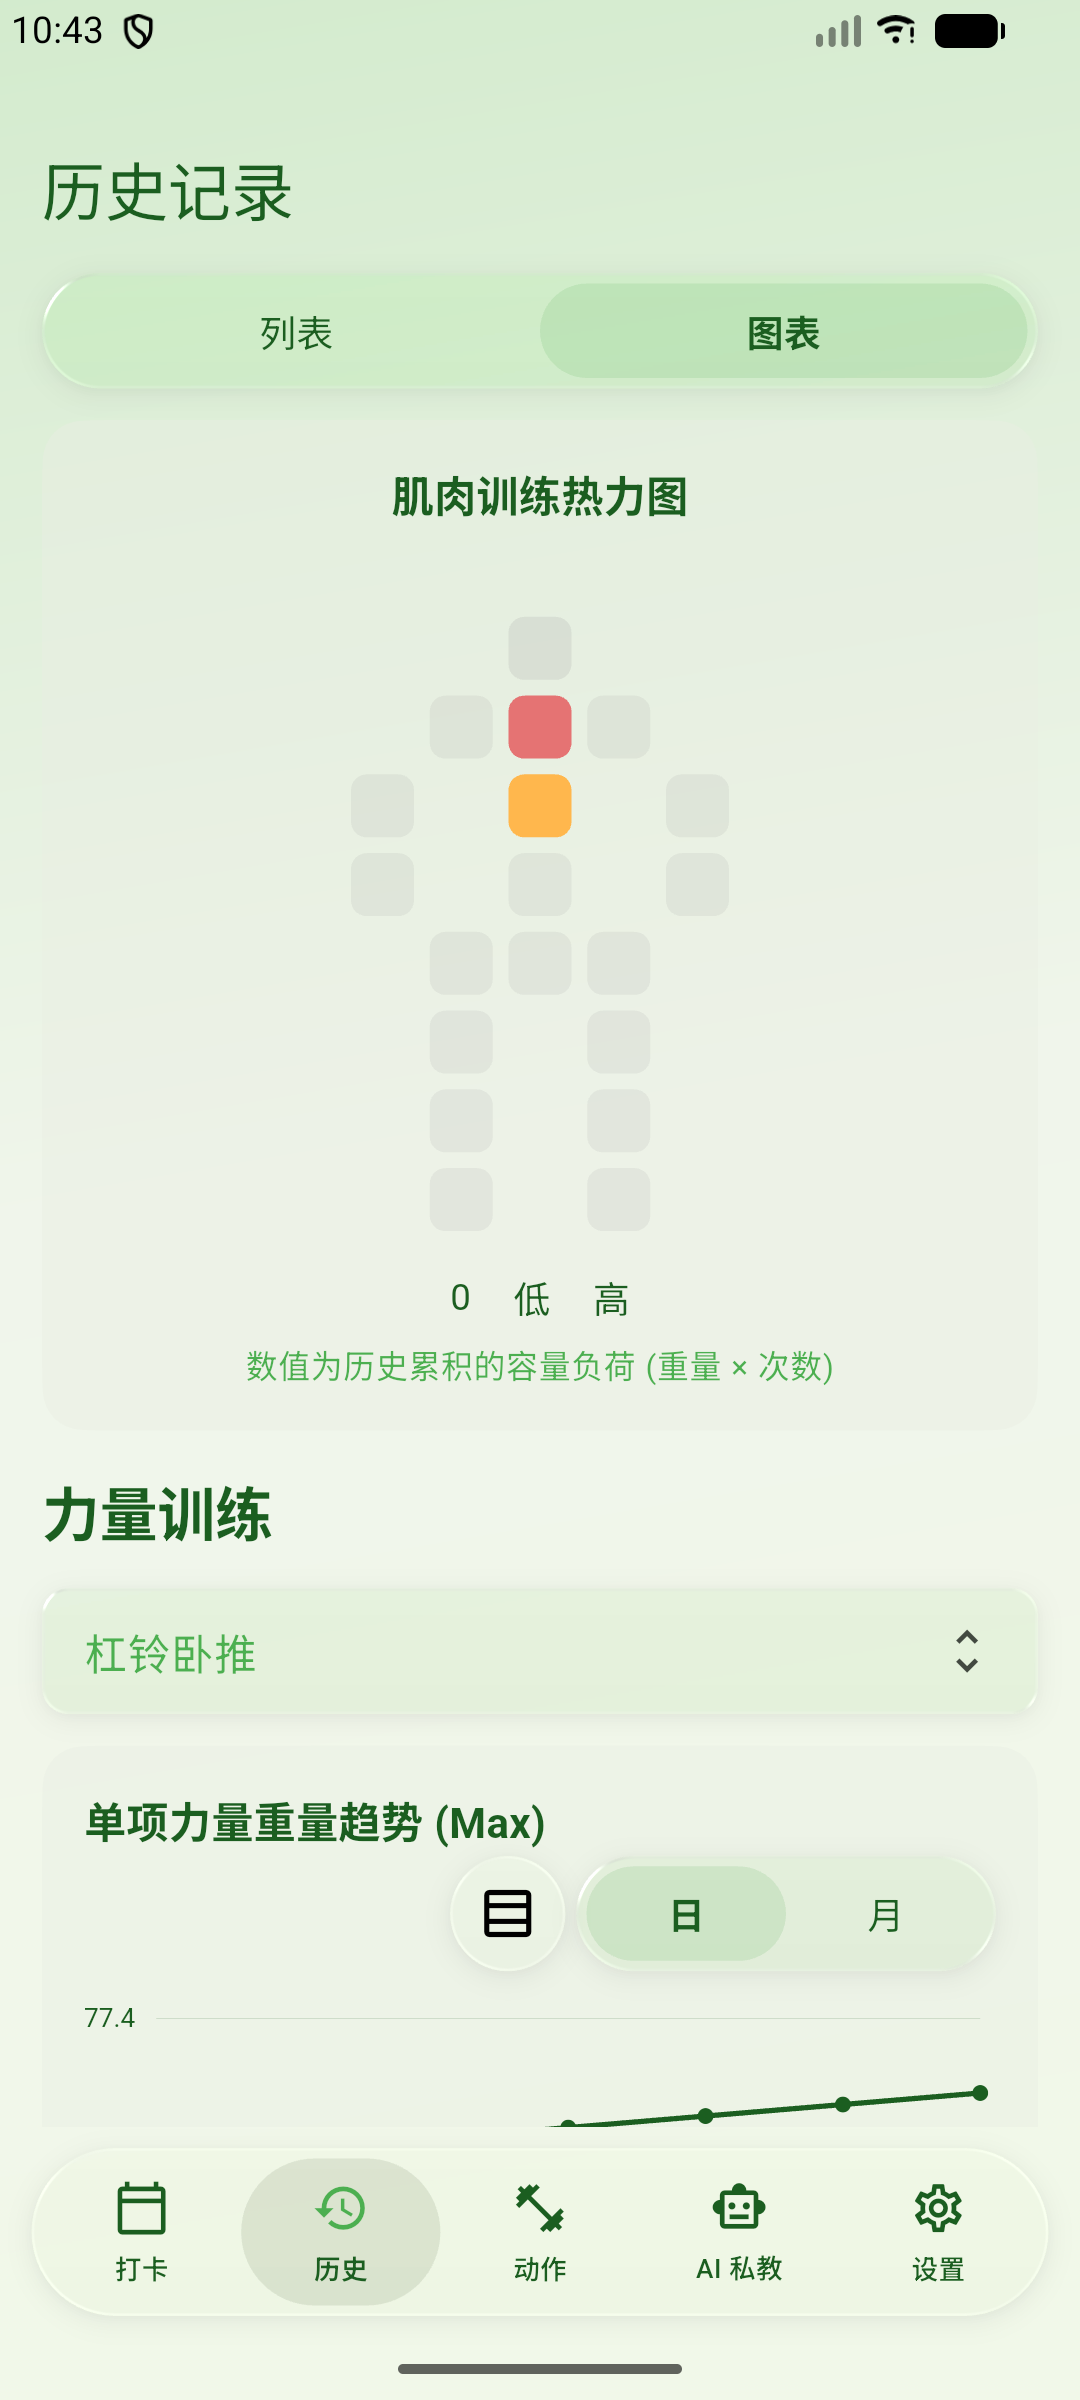 10:43
历史记录
列表
图表
肌肉训练热力图
0 低 高
数值为历史累积的容量负荷 (重量 × 次数)
力量训练
杠铃卧推
单项力量重量趋势 (Max)
日
月
77.4
打卡
历史
动作
AI 私教
设置